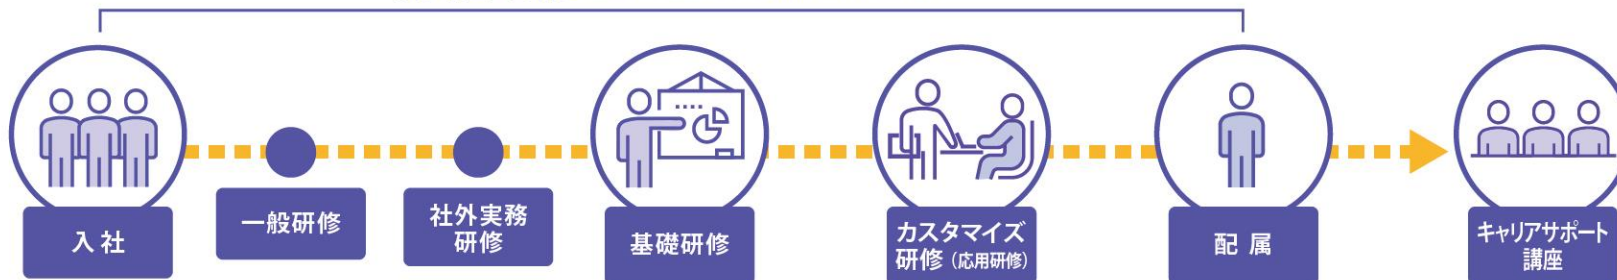 入社
一般研修
社外実務
研修
基礎研修
カスタマイズ
研修（応用研修）
配属
キャリアサポート
講座